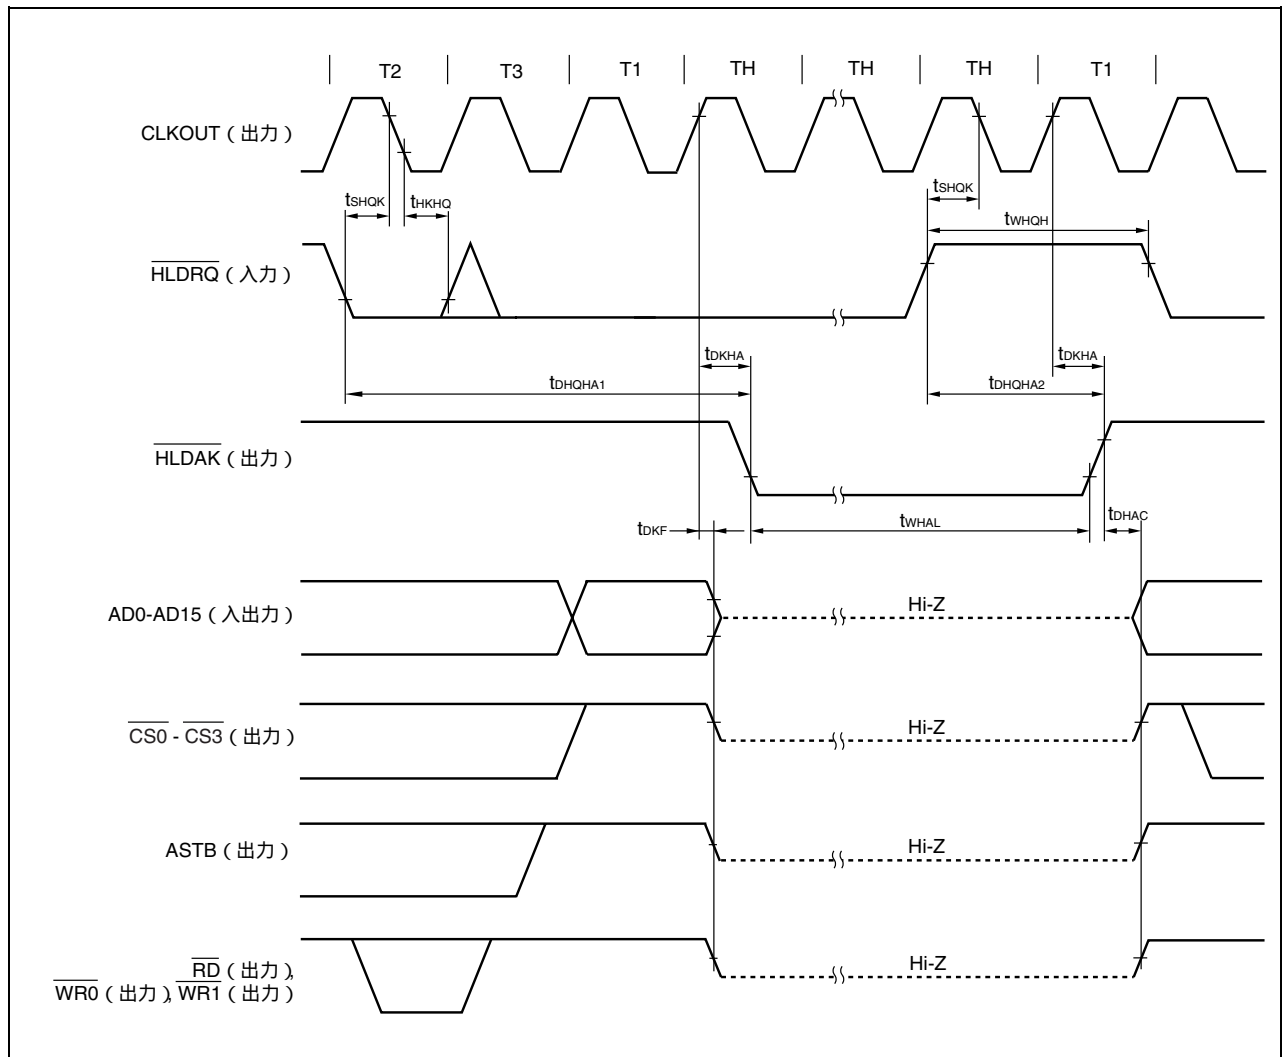 T2 T3 T1 TH TH TH T1
CLKOUT（出力）
tSHQK tHKHQ tSHQK
tWHQH
HLDRQ（入力）
tDKHA tDKHA
tDHQHA1 tDHQHA2
HLDAK（出力）
tDKF tWHAL tDHAC
AD0-AD15（入出力） Hi-Z
CS0 - CS3（出力） Hi-Z
ASTB（出力） Hi-Z
RD（出力）, Hi-Z
WR0（出力）, WR1（出力）